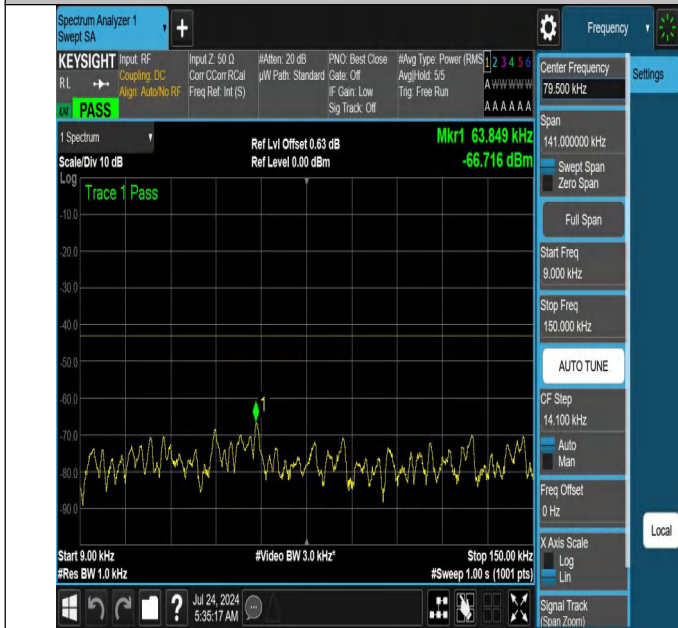 Spectrum Analyzer 1
Swept SA
+
Frequency
KEYSIGHT
RL
PASS
Input: RF
Coupling: DC
Align: Auto/No RF
Input Z: 50 Ω
Corr CCorr RCal
Freq Ref: Int (S)
#Atten: 20 dB
µW Path: Standard
PNO: Best Close
Gate: Off
IF Gain: Low
Sig Track: Off
#Avg Type: Power (RMS
Avg|Hold: 5/5
Trig: Free Run
1 2 3 4 5 6
A W W W W W
A A A A A A
1 Spectrum
Scale/Div 10 dB
Ref Lvl Offset 0.63 dB
Ref Level 0.00 dBm
Mkr1 63.849 kHz
-66.716 dBm
Log
Trace 1 Pass
-10.0
-20.0
-30.0
-40.0
-50.0
-60.0
-70.0
-80.0
-90.0
1
Start 9.00 kHz
#Res BW 1.0 kHz
#Video BW 3.0 kHz*
Stop 150.00 kHz
#Sweep 1.00 s (1001 pts)
?
Jul 24, 2024
5:35:17 AM
Center Frequency
79.500 kHz
Settings
Span
141.000000 kHz
Swept Span
Zero Span
Full Span
Start Freq
9.000 kHz
Stop Freq
150.000 kHz
AUTO TUNE
CF Step
14.100 kHz
Auto
Man
Freq Offset
0 Hz
X Axis Scale
Log
Lin
Local
Signal Track
(Span Zoom)